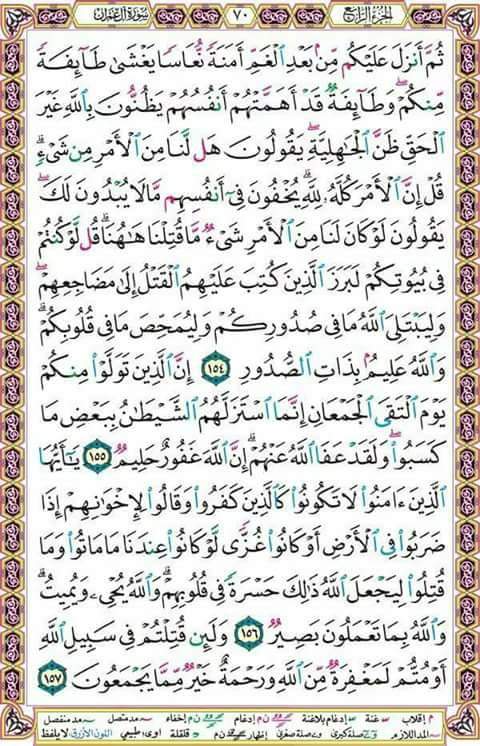 الجزء الرابع ٧٠ سورة آل عمران
ثُمَّ أَنزَلَ عَلَيْكُم مِّنۢ بَعْدِ ٱلْغَمِّ أَمَنَةً نُّعَاسًا يَغْشَىٰ طَآئِفَةً
مِّنكُمْ ۖ وَطَآئِفَةٌ قَدْ أَهَمَّتْهُمْ أَنفُسُهُمْ يَظُنُّونَ بِٱللَّهِ غَيْرَ
ٱلْحَقِّ ظَنَّ ٱلْجَٰهِلِيَّةِ ۖ يَقُولُونَ هَل لَّنَا مِنَ ٱلْأَمْرِ مِن شَىْءٍ ۗ
قُلْ إِنَّ ٱلْأَمْرَ كُلَّهُۥ لِلَّهِ ۗ يُخْفُونَ فِىٓ أَنفُسِهِم مَّا لَا يُبْدُونَ لَكَ ۖ
يَقُولُونَ لَوْ كَانَ لَنَا مِنَ ٱلْأَمْرِ شَىْءٌ مَّا قُتِلْنَا هَٰهُنَا ۗ قُل لَّوْ كُنتُمْ
فِى بُيُوتِكُمْ لَبَرَزَ ٱلَّذِينَ كُتِبَ عَلَيْهِمُ ٱلْقَتْلُ إِلَىٰ مَضَاجِعِهِمْ ۖ
وَلِيَبْتَلِىَ ٱللَّهُ مَا فِى صُدُورِكُمْ وَلِيُمَحِّصَ مَا فِى قُلُوبِكُمْ ۗ
وَٱللَّهُ عَلِيمٌۢ بِذَاتِ ٱلصُّدُورِ ١٥٤ إِنَّ ٱلَّذِينَ تَوَلَّوْا۟ مِنكُمْ
يَوْمَ ٱلْتَقَى ٱلْجَمْعَانِ إِنَّمَا ٱسْتَزَلَّهُمُ ٱلشَّيْطَٰنُ بِبَعْضِ مَا
كَسَبُوا۟ ۖ وَلَقَدْ عَفَا ٱللَّهُ عَنْهُمْ ۗ إِنَّ ٱللَّهَ غَفُورٌ حَلِيمٌ ١٥٥ يَٰٓأَيُّهَا
ٱلَّذِينَ ءَامَنُوا۟ لَا تَكُونُوا۟ كَٱلَّذِينَ كَفَرُوا۟ وَقَالُوا۟ لِإِخْوَٰنِهِمْ إِذَا
ضَرَبُوا۟ فِى ٱلْأَرْضِ أَوْ كَانُوا۟ غُزًّى لَّوْ كَانُوا۟ عِندَنَا مَا مَاتُوا۟ وَمَا
قُتِلُوا۟ لِيَجْعَلَ ٱللَّهُ ذَٰلِكَ حَسْرَةً فِى قُلُوبِهِمْ ۗ وَٱللَّهُ يُحْىِۦ وَيُمِيتُ ۗ
وَٱللَّهُ بِمَا تَعْمَلُونَ بَصِيرٌ ١٥٦ وَلَئِن قُتِلْتُمْ فِى سَبِيلِ ٱللَّهِ
أَوْ مُتُّمْ لَمَغْفِرَةٌ مِّنَ ٱللَّهِ وَرَحْمَةٌ خَيْرٌ مِّمَّا يَجْمَعُونَ ١٥٧
م إقلاب غنة إدغام بلاغنة ن م إدغام ن م إخفاء مد متصل مد منفصل
المد اللازم صلة كبرى صلة صغرى إظهار ن م قلقلة طبيعي اللون الأزرق لا يلفظ